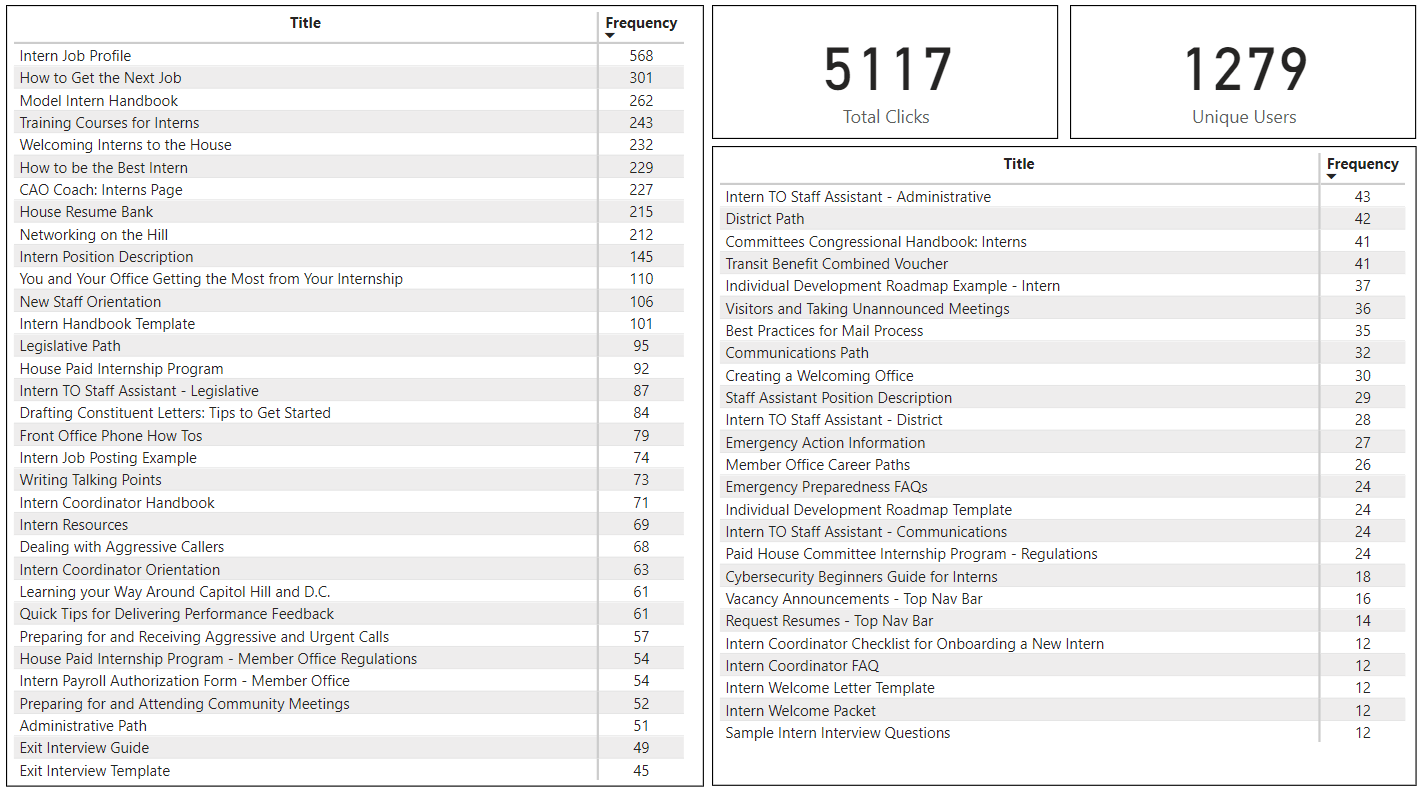 Title Frequency
Intern Job Profile 568
How to Get the Next Job 301
Model Intern Handbook 262
Training Courses for Interns 243
Welcoming Interns to the House 232
How to be the Best Intern 229
CAO Coach: Interns Page 227
House Resume Bank 215
Networking on the Hill 212
Intern Position Description 145
You and Your Office Getting the Most from Your Internship 110
New Staff Orientation 106
Intern Handbook Template 101
Legislative Path 95
House Paid Internship Program 92
Intern TO Staff Assistant - Legislative 87
Drafting Constituent Letters: Tips to Get Started 84
Front Office Phone How Tos 79
Intern Job Posting Example 74
Writing Talking Points 73
Intern Coordinator Handbook 71
Intern Resources 69
Dealing with Aggressive Callers 68
Intern Coordinator Orientation 63
Learning your Way Around Capitol Hill and D.C. 61
Quick Tips for Delivering Performance Feedback 61
Preparing for and Receiving Aggressive and Urgent Calls 57
House Paid Internship Program - Member Office Regulations 54
Intern Payroll Authorization Form - Member Office 54
Preparing for and Attending Community Meetings 52
Administrative Path 51
Exit Interview Guide 49
Exit Interview Template 45
5117
Total Clicks
1279
Unique Users
Title Frequency
Intern TO Staff Assistant - Administrative 43
District Path 42
Committees Congressional Handbook: Interns 41
Transit Benefit Combined Voucher 41
Individual Development Roadmap Example - Intern 37
Visitors and Taking Unannounced Meetings 36
Best Practices for Mail Process 35
Communications Path 32
Creating a Welcoming Office 30
Staff Assistant Position Description 29
Intern TO Staff Assistant - District 28
Emergency Action Information 27
Member Office Career Paths 26
Emergency Preparedness FAQs 24
Individual Development Roadmap Template 24
Intern TO Staff Assistant - Communications 24
Paid House Committee Internship Program - Regulations 24
Cybersecurity Beginners Guide for Interns 18
Vacancy Announcements - Top Nav Bar 16
Request Resumes - Top Nav Bar 14
Intern Coordinator Checklist for Onboarding a New Intern 12
Intern Coordinator FAQ 12
Intern Welcome Letter Template 12
Intern Welcome Packet 12
Sample Intern Interview Questions 12